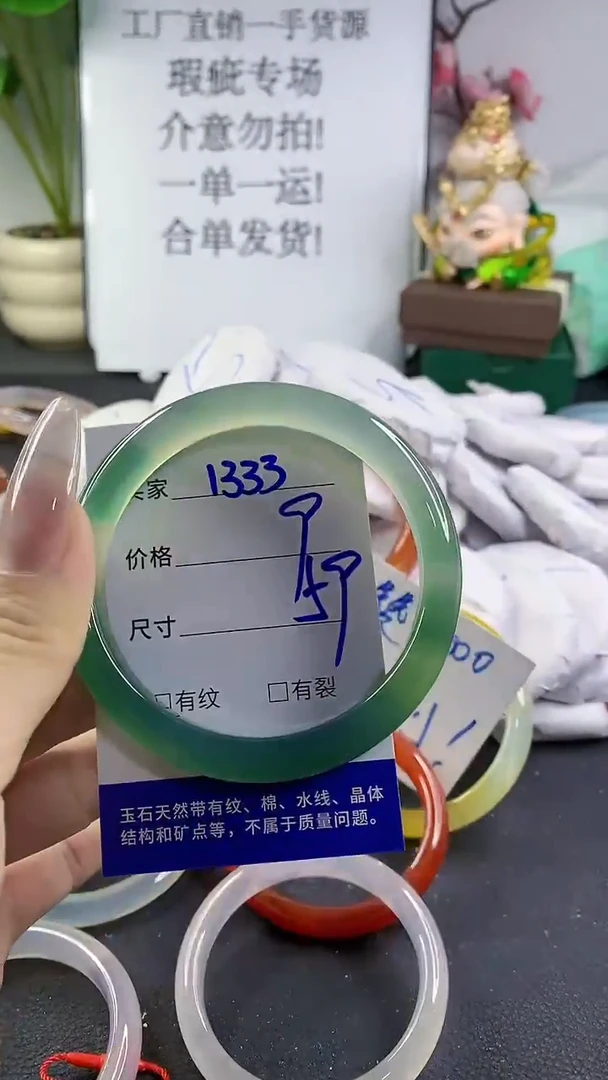 工厂直销一手货源
瑕疵专场
介意勿拍!
一单一运!
合单发货!
家 1333
价格
尺寸
□有纹 □有裂
玉石天然带有纹、棉、水线、晶体
结构和矿点等，不属于质量问题。